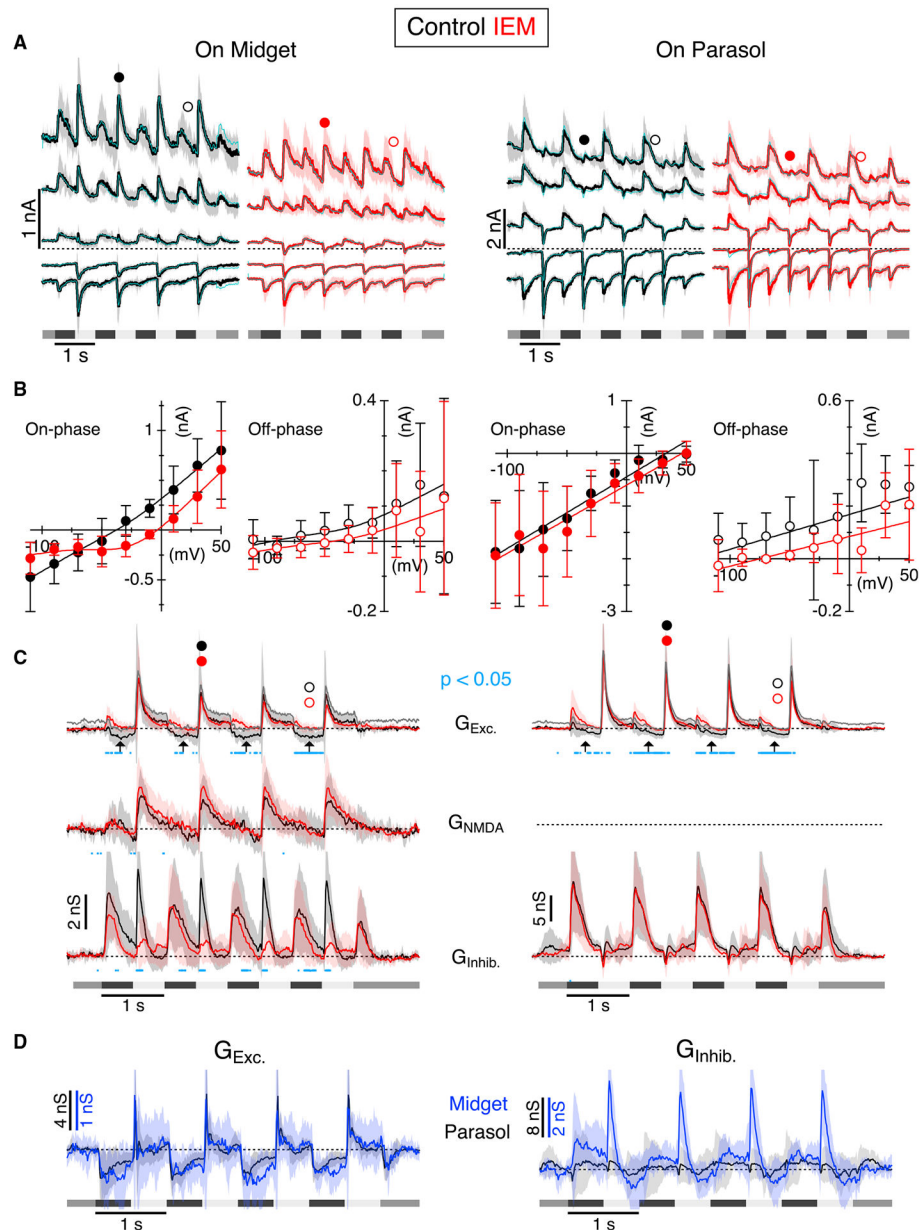 Control IEM
A
On Midget
On Parasol
1 nA
2 nA
1 s
1 s
B
On-phase
1
(nA)
-100
(mV)
50
-0.5
Off-phase
0.4
(nA)
-100
(mV)
50
-0.2
On-phase
1
(nA)
-100
(mV)
50
-3
Off-phase
0.6
(nA)
-100
(mV)
50
-0.2
C
p < 0.05
GExc.
GNMDA
2 nS
5 nS
GInhib.
1 s
1 s
D
GExc.
GInhib.
4 nS
1 nS
Midget
Parasol
8 nS
2 nS
1 s
1 s